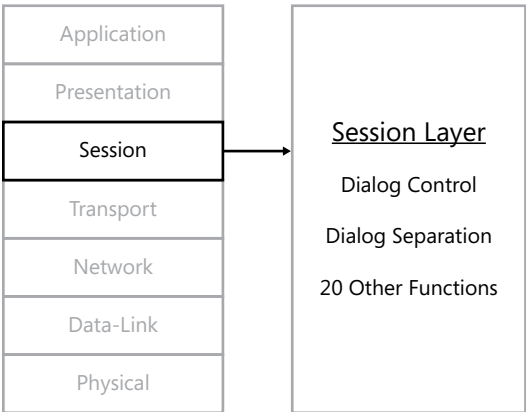 Application
Presentation
Session
Transport
Network
Data-Link
Physical
Session Layer
Dialog Control
Dialog Separation
20 Other Functions